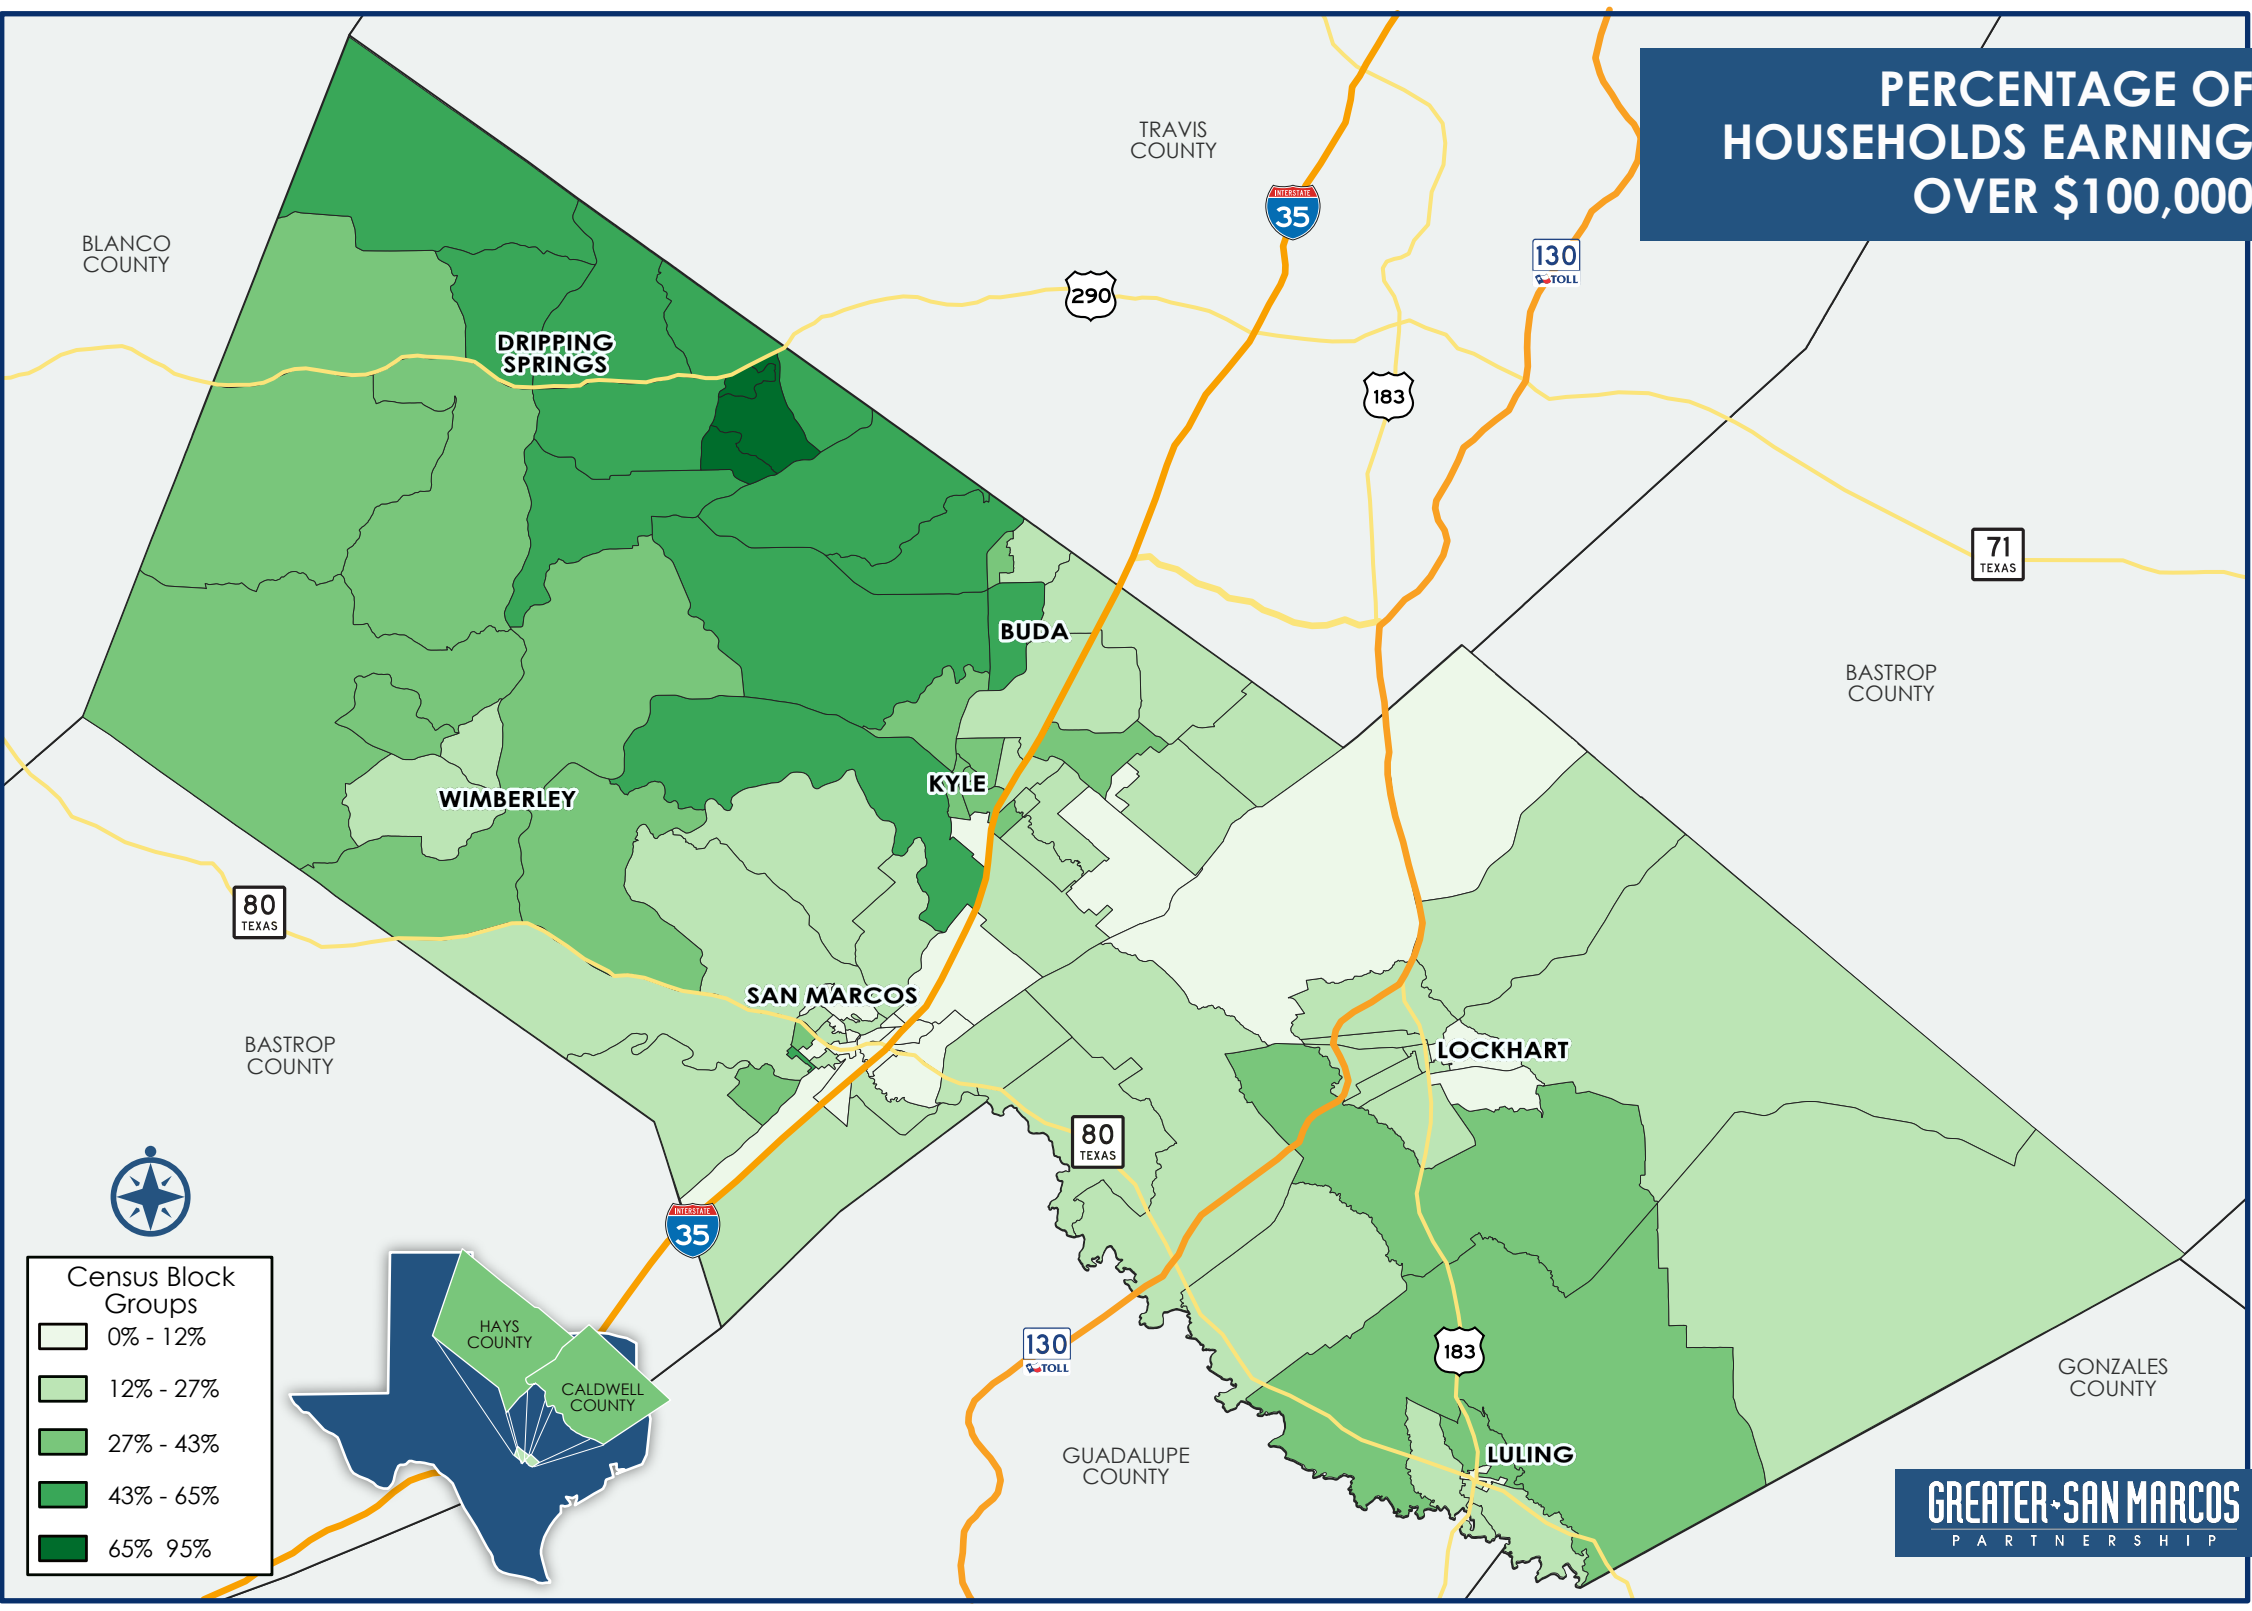 PERCENTAGE OF
HOUSEHOLDS EARNING
OVER $100,000
TRAVIS
COUNTY
INTERSTATE
35
BLANCO
COUNTY
130
TOLL
290
DRIPPING
SPRINGS
183
71
TEXAS
BUDA
BASTROP
COUNTY
KYLE
WIMBERLEY
80
TEXAS
SAN MARCOS
BASTROP
COUNTY
LOCKHART
80
TEXAS
INTERSTATE
35
Census Block
Groups
0% - 12%
12% - 27%
27% - 43%
43% - 65%
65% 95%
HAYS
COUNTY
CALDWELL
COUNTY
130
TOLL
183
GONZALES
COUNTY
GUADALUPE
COUNTY
LULING
GREATER SAN MARCOS
PARTNERSHIP